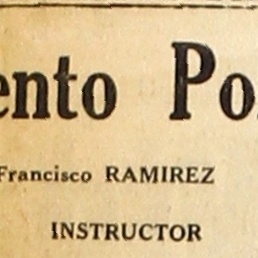 ento Po
Francisco RAMIREZ
INSTRUCTOR